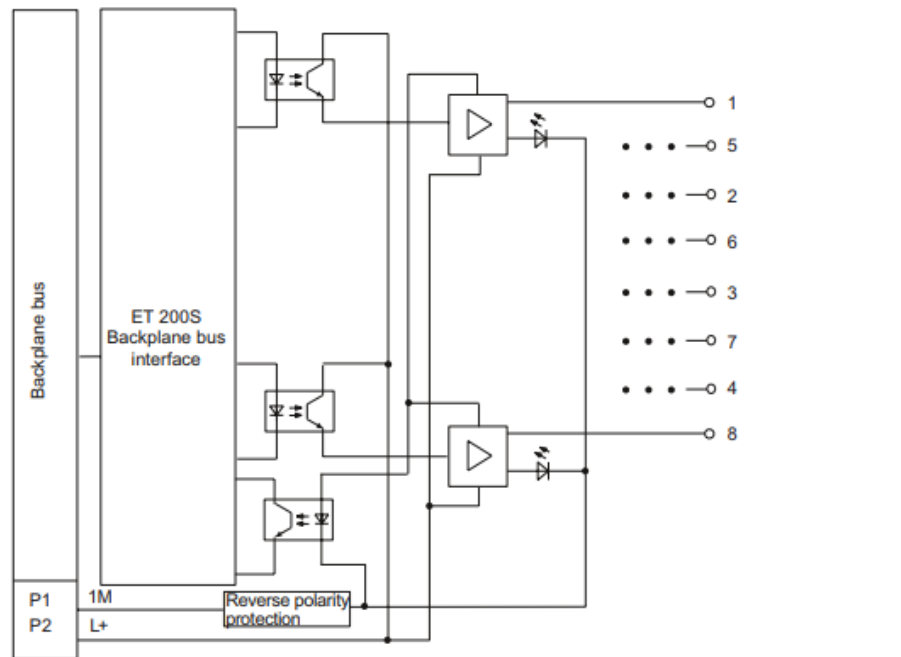 Backplane bus
ET 200S
Backplane bus
interface
1
5
2
6
3
7
4
8
P1
1M
Reverse polarity
protection
P2
L+